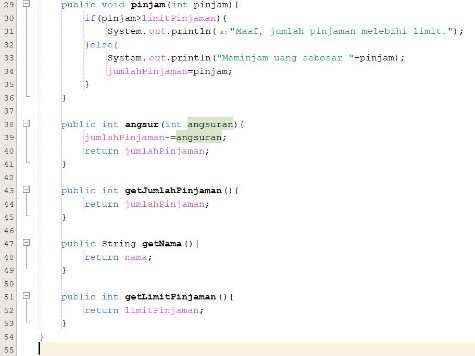 29 public void pinjam(int pinjam){
30 if(pinjam>limitPinjaman){
31 System.out.println( x: "Maaf, jumlah pinjaman melebihi limit.");
32 }else{
33 System.out.println("Meminjam uang sebesar "+pinjam);
34 jumlahPinjaman=pinjam;
35 }
36 }
37
38 public int angsur(int angsuran){
39 jumlahPinjaman-=angsuran;
40 return jumlahPinjaman;
41 }
42
43 public int getJumlahPinjaman(){
44 return jumlahPinjaman;
45 }
46
47 public String getNama(){
48 return nama;
49 }
50
51 public int getLimitPinjaman(){
52 return limitPinjaman;
53 }
54 }
55